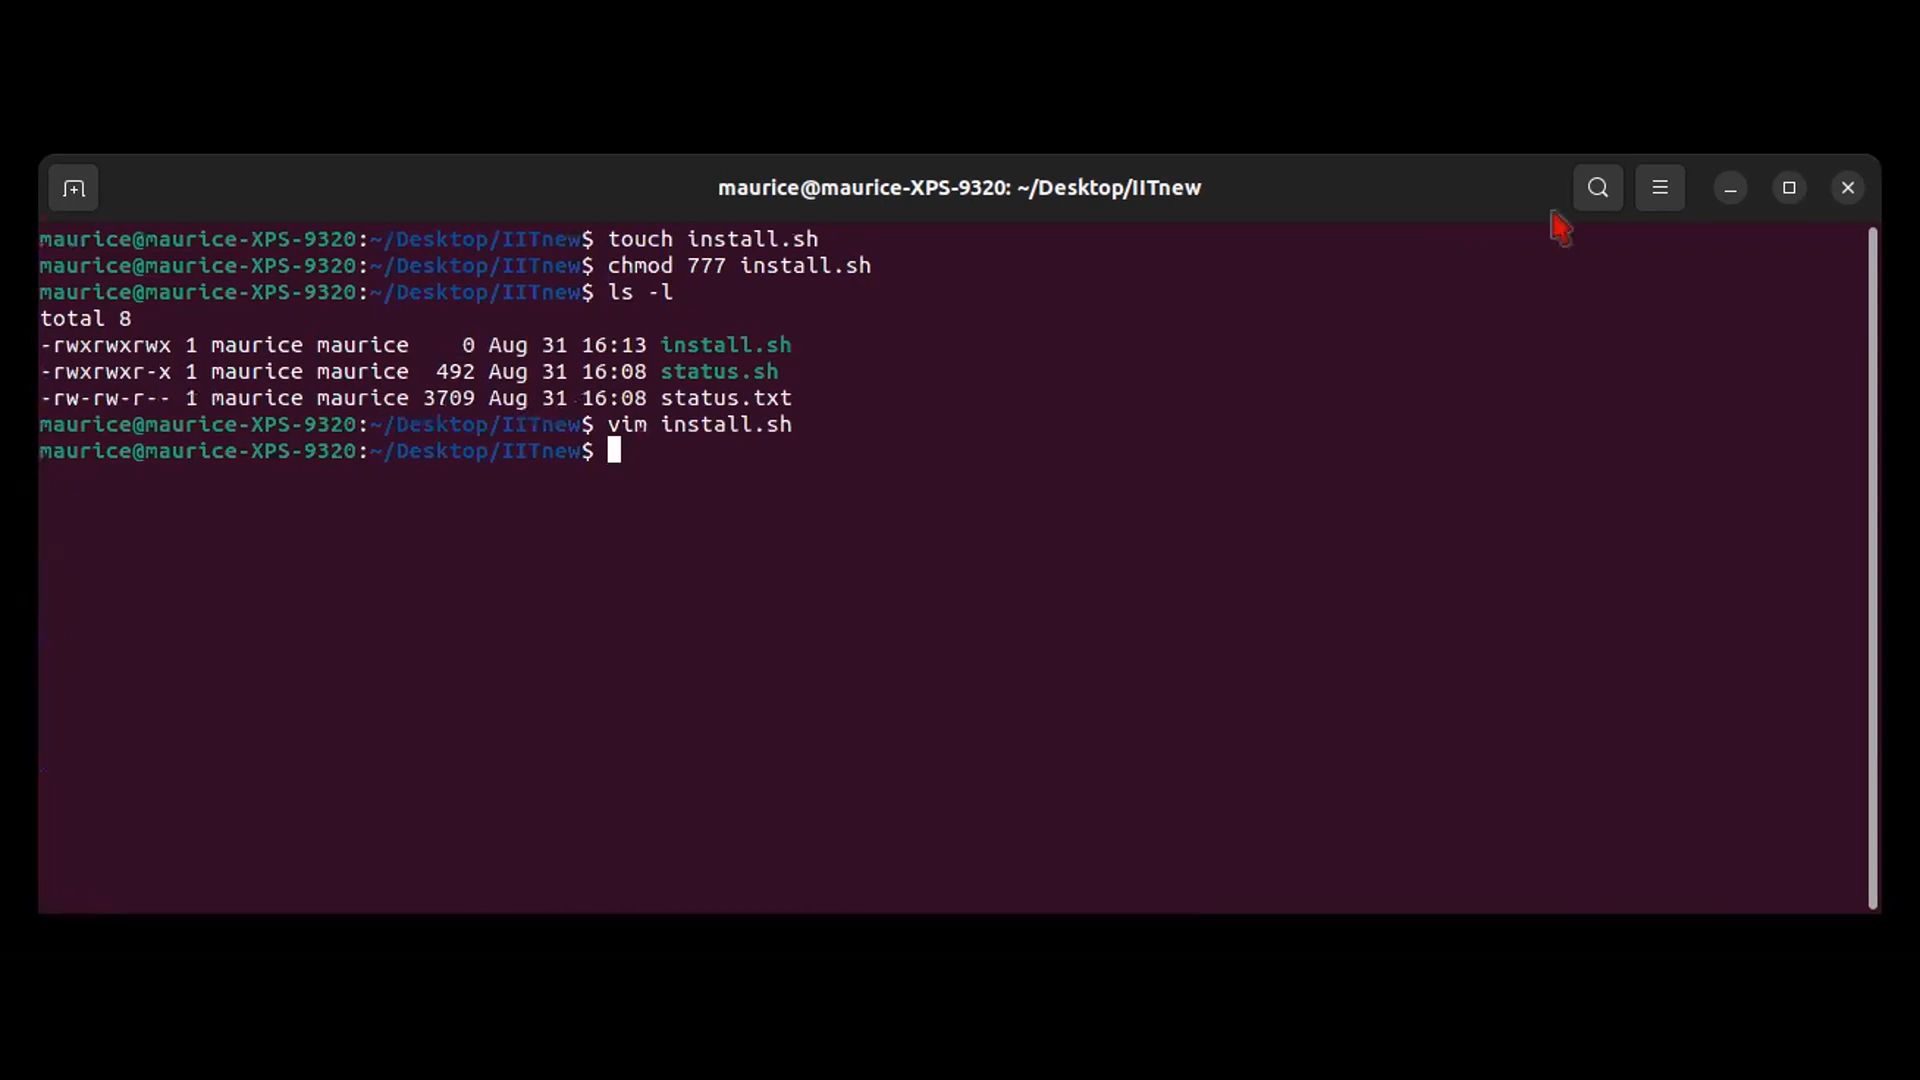 maurice@maurice-XPS-9320: ~/Desktop/IITnew
maurice@maurice-XPS-9320:~/Desktop/IITnew$ touch install.sh
maurice@maurice-XPS-9320:~/Desktop/IITnew$ chmod 777 install.sh
maurice@maurice-XPS-9320:~/Desktop/IITnew$ ls -l
total 8
-rwxrwxrwx 1 maurice maurice    0 Aug 31 16:13 install.sh
-rwxrwxr-x 1 maurice maurice  492 Aug 31 16:08 status.sh
-rw-rw-r-- 1 maurice maurice 3709 Aug 31 16:08 status.txt
maurice@maurice-XPS-9320:~/Desktop/IITnew$ vim install.sh
maurice@maurice-XPS-9320:~/Desktop/IITnew$